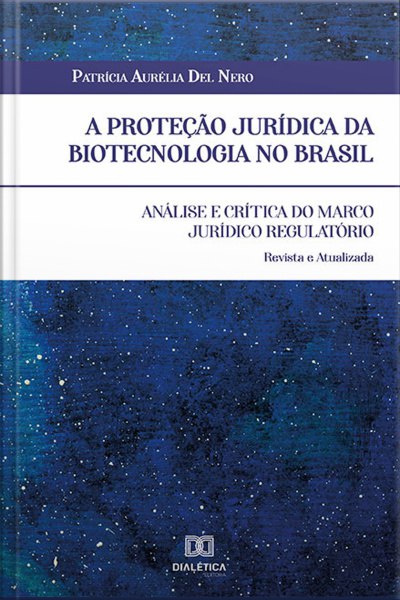 Patrícia Aurélia Del Nero
A PROTEÇÃO JURÍDICA DA
BIOTECNOLOGIA NO BRASIL
ANÁLISE E CRÍTICA DO MARCO
JURÍDICO REGULATÓRIO
Revista e Atualizada
DIALÉTICA
EDITORA